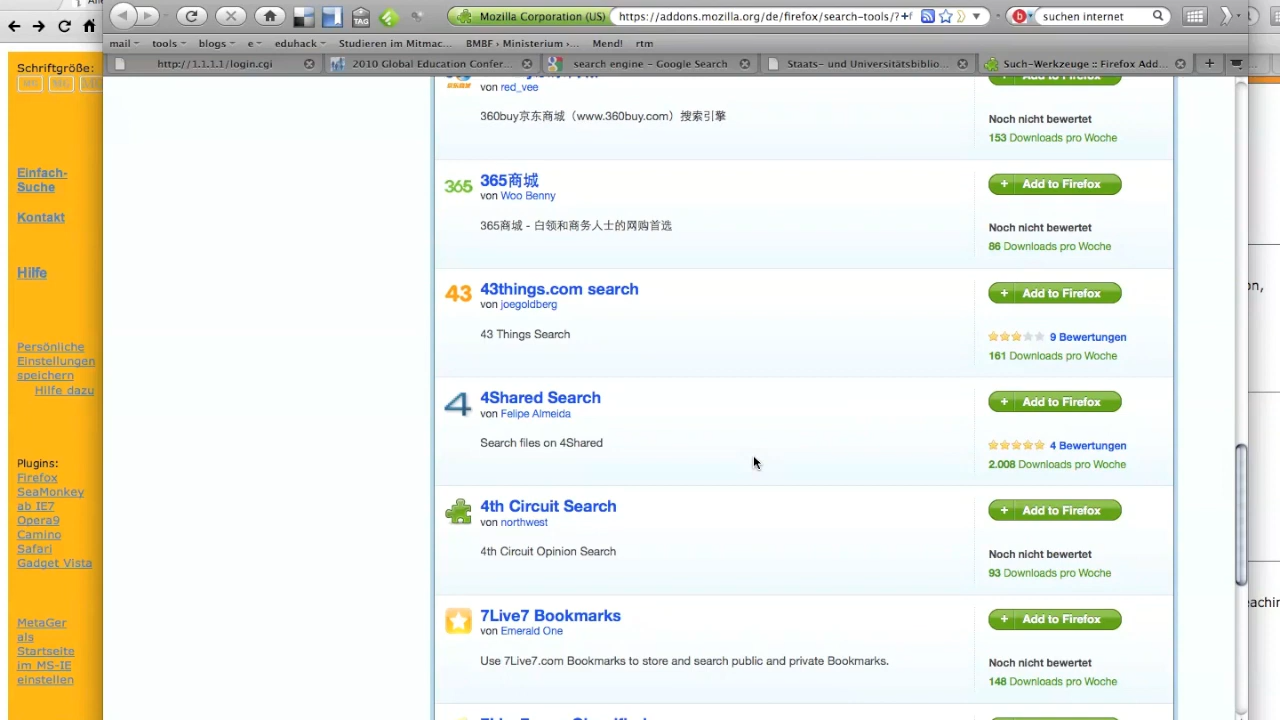 Mozilla Corporation (US)
https://addons.mozilla.org/de/firefox/search-tools/?
suchen internet
TAG
mail
tools
blogs
e
eduhack
Studieren im Mitmac...
BMBF › Ministerium ›...
Mend!
rtm
http://1.1.1.1/login.cgi
2010 Global Education Confer...
search engine - Google Search
Staats- und Universitätsbiblio...
Such-Werkzeuge :: Firefox Add...
Schriftgröße:
Einfach-
Suche
Kontakt
Hilfe
Persönliche
Einstellungen
speichern
Hilfe dazu
Plugins:
Firefox
SeaMonkey
ab IE7
Opera9
Camino
Safari
Gadget Vista
MetaGer
als
Startseite
im MS-IE
einstellen
von red_vee
360buy京东商城（www.360buy.com）搜索引擎
Noch nicht bewertet
153 Downloads pro Woche
365
365商城
von Woo Benny
365商城 - 白领和商务人士的网购首选
+ Add to Firefox
Noch nicht bewertet
86 Downloads pro Woche
43
43things.com search
von joegoldberg
43 Things Search
+ Add to Firefox
9 Bewertungen
161 Downloads pro Woche
4
4Shared Search
von Felipe Almeida
Search files on 4Shared
+ Add to Firefox
4 Bewertungen
2.008 Downloads pro Woche
4th Circuit Search
von northwest
4th Circuit Opinion Search
+ Add to Firefox
Noch nicht bewertet
93 Downloads pro Woche
7Live7 Bookmarks
von Emerald One
Use 7Live7.com Bookmarks to store and search public and private Bookmarks.
+ Add to Firefox
Noch nicht bewertet
148 Downloads pro Woche
on,